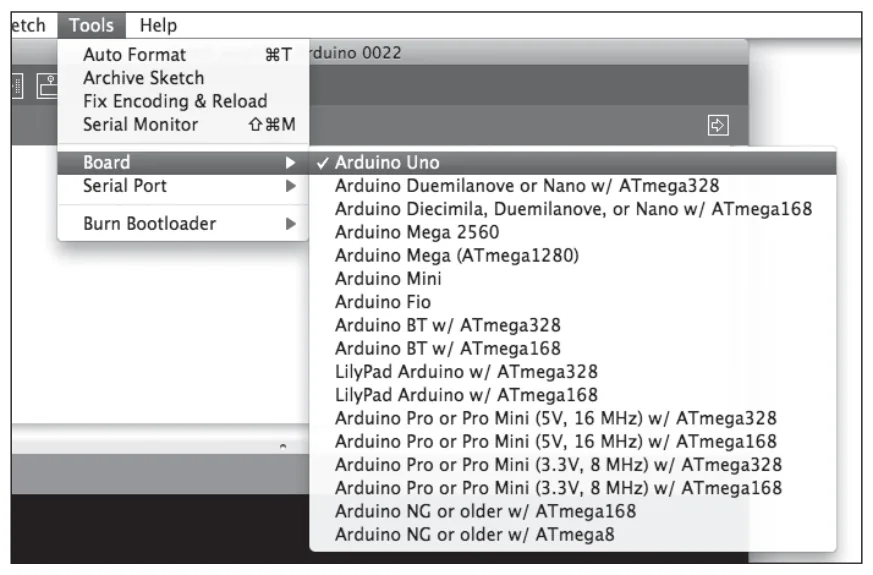 etch Tools Help
rduino 0022
Auto Format ⌘T
Archive Sketch
Fix Encoding & Reload
Serial Monitor ⇧⌘M
Board ▶
Serial Port ▶
Burn Bootloader ▶
✓ Arduino Uno
Arduino Duemilanove or Nano w/ ATmega328
Arduino Diecimila, Duemilanove, or Nano w/ ATmega168
Arduino Mega 2560
Arduino Mega (ATmega1280)
Arduino Mini
Arduino Fio
Arduino BT w/ ATmega328
Arduino BT w/ ATmega168
LilyPad Arduino w/ ATmega328
LilyPad Arduino w/ ATmega168
Arduino Pro or Pro Mini (5V, 16 MHz) w/ ATmega328
Arduino Pro or Pro Mini (5V, 16 MHz) w/ ATmega168
Arduino Pro or Pro Mini (3.3V, 8 MHz) w/ ATmega328
Arduino Pro or Pro Mini (3.3V, 8 MHz) w/ ATmega168
Arduino NG or older w/ ATmega168
Arduino NG or older w/ ATmega8